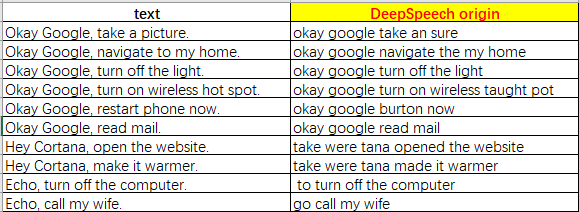 text DeepSpeech origin
Okay Google, take a picture. okay google take an sure
Okay Google, navigate to my home. okay google navigate the my home
Okay Google, turn off the light. okay google turn off the light
Okay Google, turn on wireless hot spot. okay google turn on wireless taught pot
Okay Google, restart phone now. okay google burton now
Okay Google, read mail. okay google read mail
Hey Cortana, open the website. take were tana opened the website
Hey Cortana, make it warmer. take were tana made it warmer
Echo, turn off the computer. to turn off the computer
Echo, call my wife. go call my wife